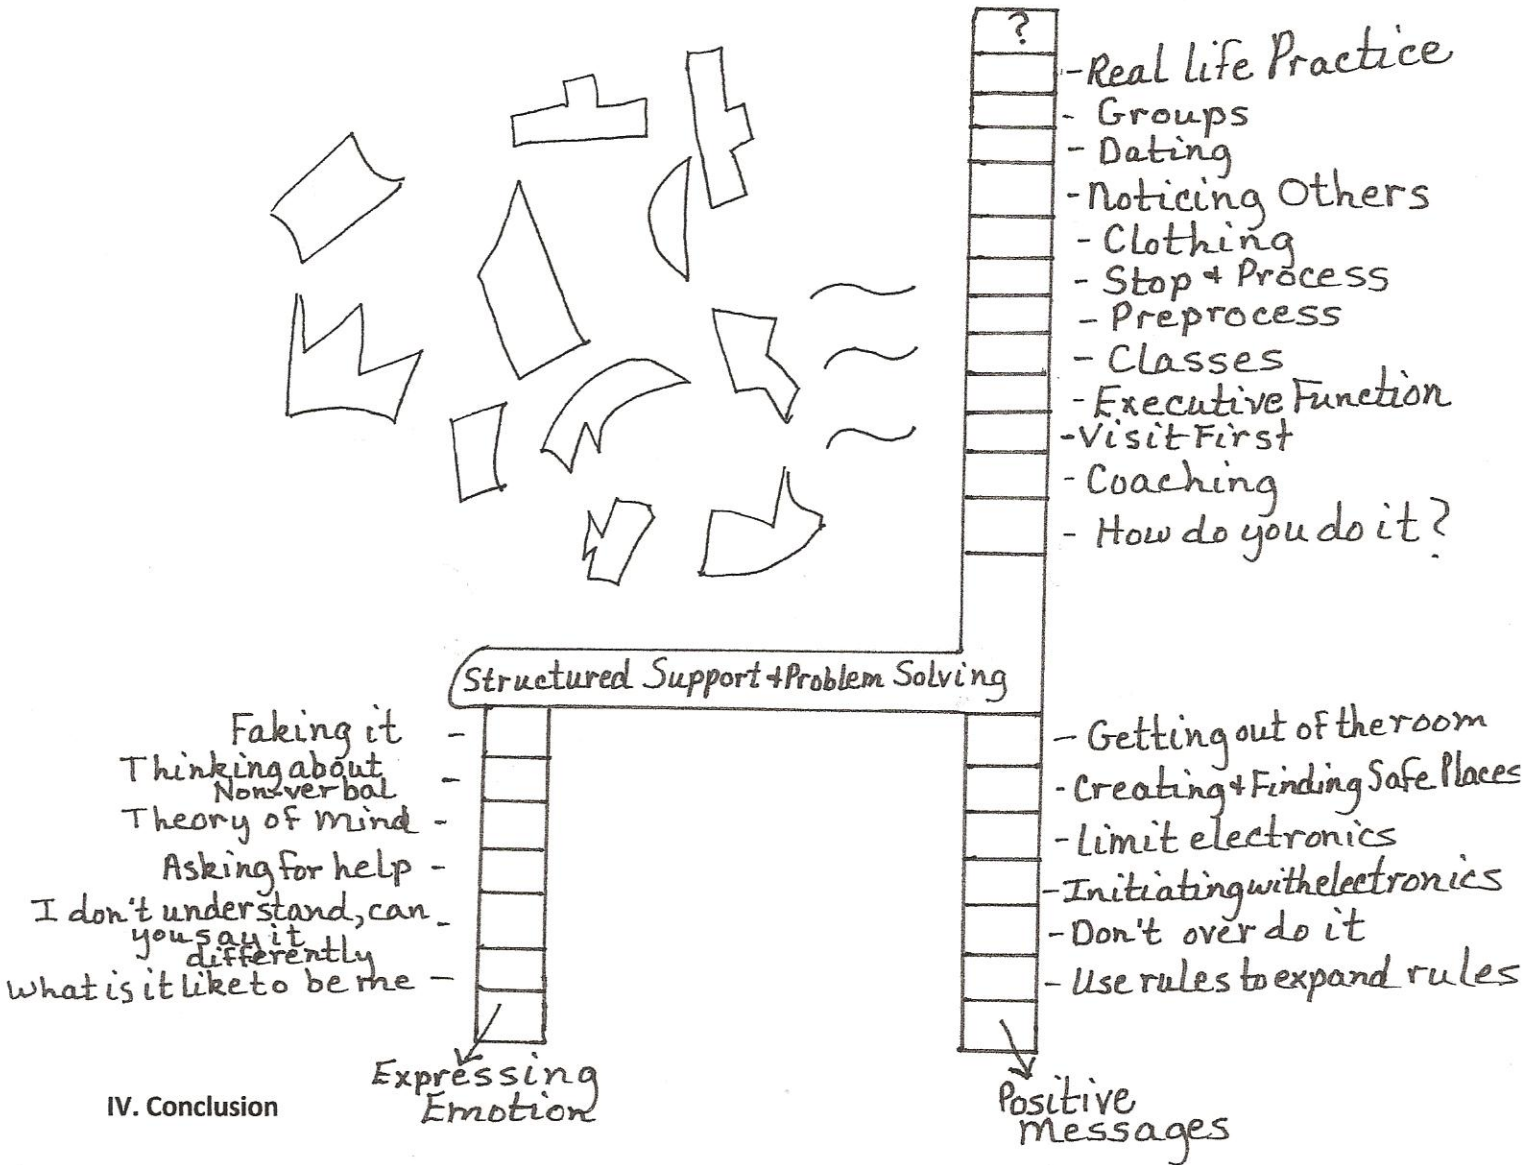 ?
-Real life Practice
- Groups
- Dating
-Noticing Others
- Clothing
- Stop + Process
- Preprocess
- Classes
- Executive Function
-Visit First
- Coaching
- How do you do it?
Structured Support + Problem Solving
Faking it -
Thinking about -
Non-verbal
Theory of mind -
Asking for help -
I don't understand, can -
you say it
differently
what is it like to be me -
Expressing
Emotion
- Getting out of the room
- Creating + Finding Safe Places
- Limit electronics
- Initiating with electronics
- Don't over do it
- Use rules to expand rules
Positive
Messages
IV. Conclusion